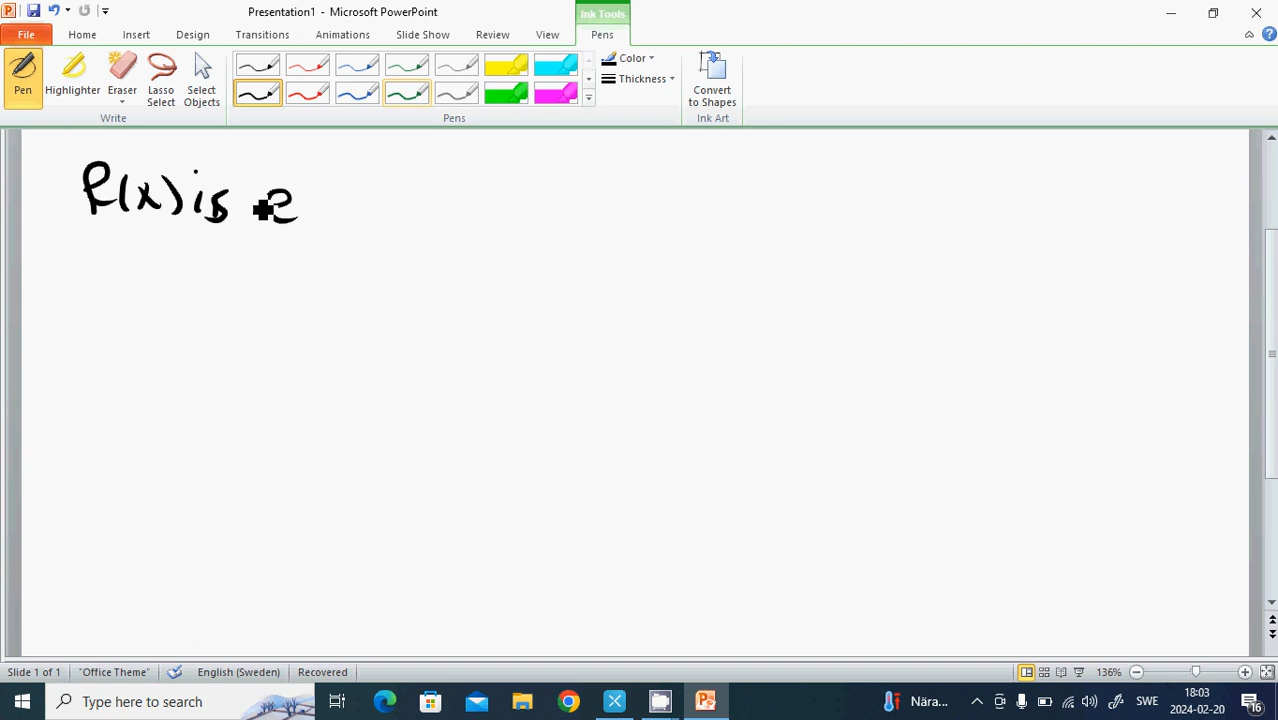 Presentation1 - Microsoft PowerPoint
Ink Tools
File Home Insert Design Transitions Animations Slide Show Review View Pens
Pen
Highlighter
Eraser
Lasso Select
Select Objects
Color
Thickness
Convert to Shapes
Write
Pens
Ink Art
R(x) is
Slide 1 of 1
"Office Theme"
English (Sweden)
Recovered
136%
Type here to search
Nära...
SWE
18:03
2024-02-20
16